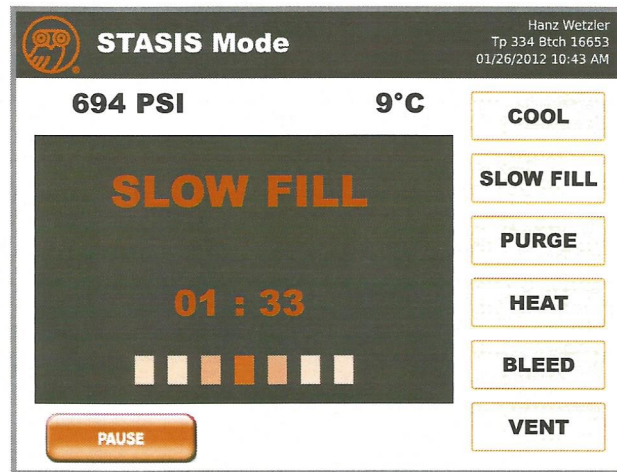 STASIS Mode
Hanz Wetzler
Tp 334 Btch 16653
01/26/2012 10:43 AM
694 PSI
9°C
SLOW FILL
01 : 33
PAUSE
COOL
SLOW FILL
PURGE
HEAT
BLEED
VENT